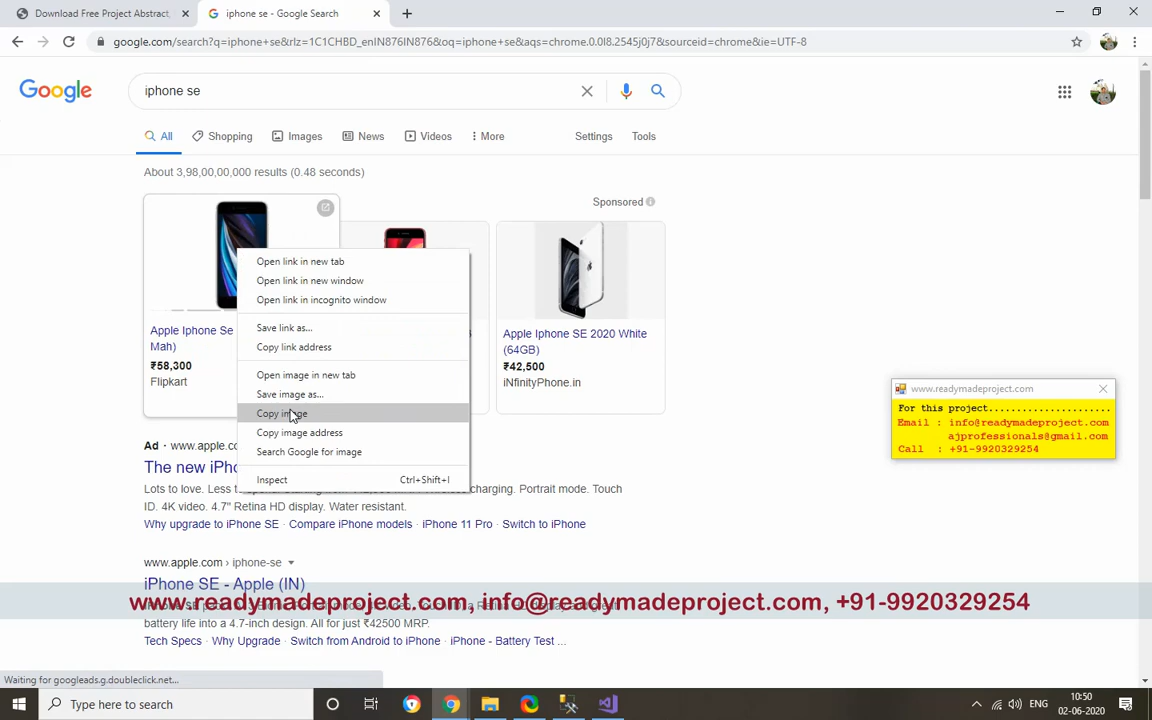 Download Free Project Abstract,
iphone se - Google Search
google.com/search?q=iphone+se&rlz=1C1CHBD_enIN876IN876&oq=iphone+se&aqs=chrome.0.0l8.2545j0j7&sourceid=chrome&ie=UTF-8
Google
iphone se
All
Shopping
Images
News
Videos
More
Settings
Tools
About 3,98,00,00,000 results (0.48 seconds)
Sponsored
Open link in new tab
Open link in new window
Open link in incognito window
Save link as...
Copy link address
Open image in new tab
Save image as...
Copy image
Copy image address
Search Google for image
Inspect Ctrl+Shift+I
Apple Iphone Se
Mah)
₹58,300
Flipkart
Apple Iphone SE 2020 White
(64GB)
₹42,500
iNfinityPhone.in
www.readymadeproject.com
For this project......................
Email : info@readymadeproject.com
ajprofessionals@gmail.com
Call : +91-9920329254
Ad · www.apple.co
The new iPho
Lots to love. Less charging. Portrait mode. Touch
ID. 4K video. 4.7" Retina HD display. Water resistant.
Why upgrade to iPhone SE · Compare iPhone models · iPhone 11 Pro · Switch to iPhone
www.apple.com › iphone-se
iPhone SE - Apple (IN)
www.readymadeproject.com, info@readymadeproject.com, +91-9920329254
battery life into a 4.7-inch design. All for just ₹42500 MRP.
Tech Specs · Why Upgrade · Switch from Android to iPhone · iPhone - Battery Test ...
Waiting for googleads.g.doubleclick.net...
Type here to search
ENG
10:50
02-06-2020